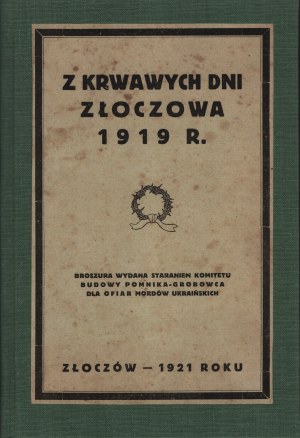 Z KRWAWYCH DNI
ZŁOCZOWA
1919 R.
BROSZURA WYDANA STARANIEM KOMITETU
BUDOWY POMNIKA-GROBOWCA
DLA OFIAR MORDÓW UKRAIŃSKICH
ZŁOCZÓW — 1921 ROKU